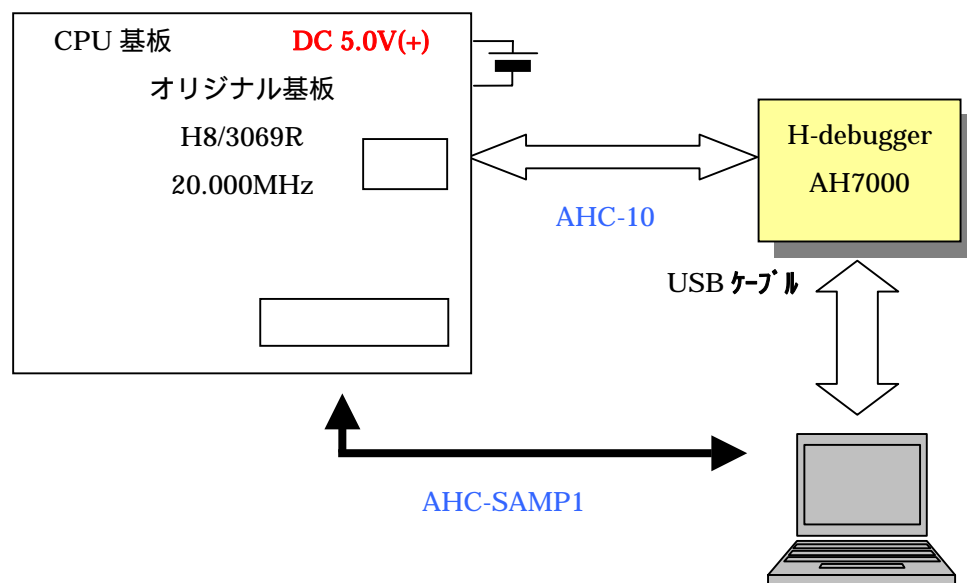 CPU 基板 DC 5.0V(+)
オリジナル基板
H8/3069R
20.000MHz
H-debugger
AH7000
AHC-10
USB ｹｰﾌﾞﾙ
AHC-SAMP1